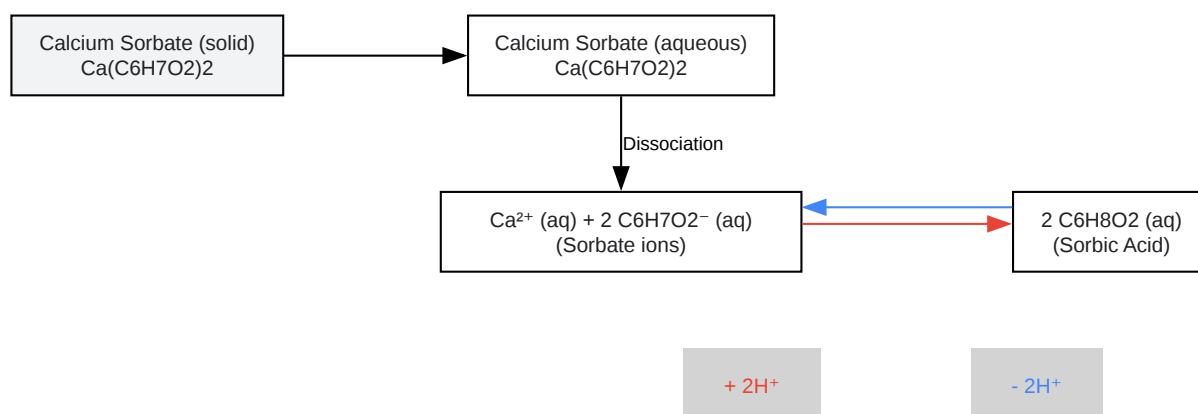 Calcium Sorbate (solid)
Ca(C6H7O2)2
Calcium Sorbate (aqueous)
Ca(C6H7O2)2
Dissociation
Ca²⁺ (aq) + 2 C6H7O2⁻ (aq)
(Sorbate ions)
2 C6H8O2 (aq)
(Sorbic Acid)
+ 2H⁺
- 2H⁺